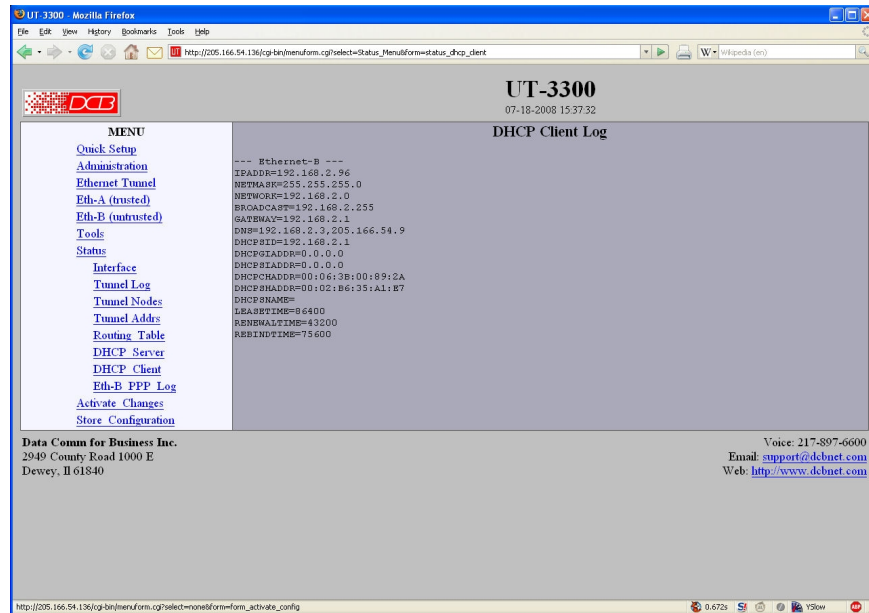 UT-3300 - Mozilla Firefox
File Edit View History Bookmarks Tools Help
UT http://205.166.54.136/cgi-bin/menuform.cgi?select=Status_Menu&form=status_dhcp_client W Wikipedia (en)
DCB
UT-3300
07-18-2008 15:37:32
MENU
Quick Setup
Administration
Ethernet Tunnel
Eth-A (trusted)
Eth-B (untrusted)
Tools
Status
Interface
Tunnel Log
Tunnel Nodes
Tunnel Addrs
Routing Table
DHCP Server
DHCP Client
Eth-B PPP Log
Activate Changes
Store Configuration
DHCP Client Log
--- Ethernet-B ---
IPADDR=192.168.2.96
NETMASK=255.255.255.0
NETWORK=192.168.2.0
BROADCAST=192.168.2.255
GATEWAY=192.168.2.1
DNS=192.168.2.3,205.166.54.9
DHCPSID=192.168.2.1
DHCPGIADDR=0.0.0.0
DHCPSIADDR=0.0.0.0
DHCPCHADDR=00:06:3B:00:89:2A
DHCPSHADDR=00:02:B6:35:A1:E7
DHCPSNAME=
LEASETIME=86400
RENEWALTIME=43200
REBINDTIME=75600
Data Comm for Business Inc.
2949 County Road 1000 E
Dewey, Il 61840
Voice: 217-897-6600
Email: support@dcbnet.com
Web: http://www.dcbnet.com
http://205.166.54.136/cgi-bin/menuform.cgi?select=none&form=form_activate_config 0.672s YSlow ABP